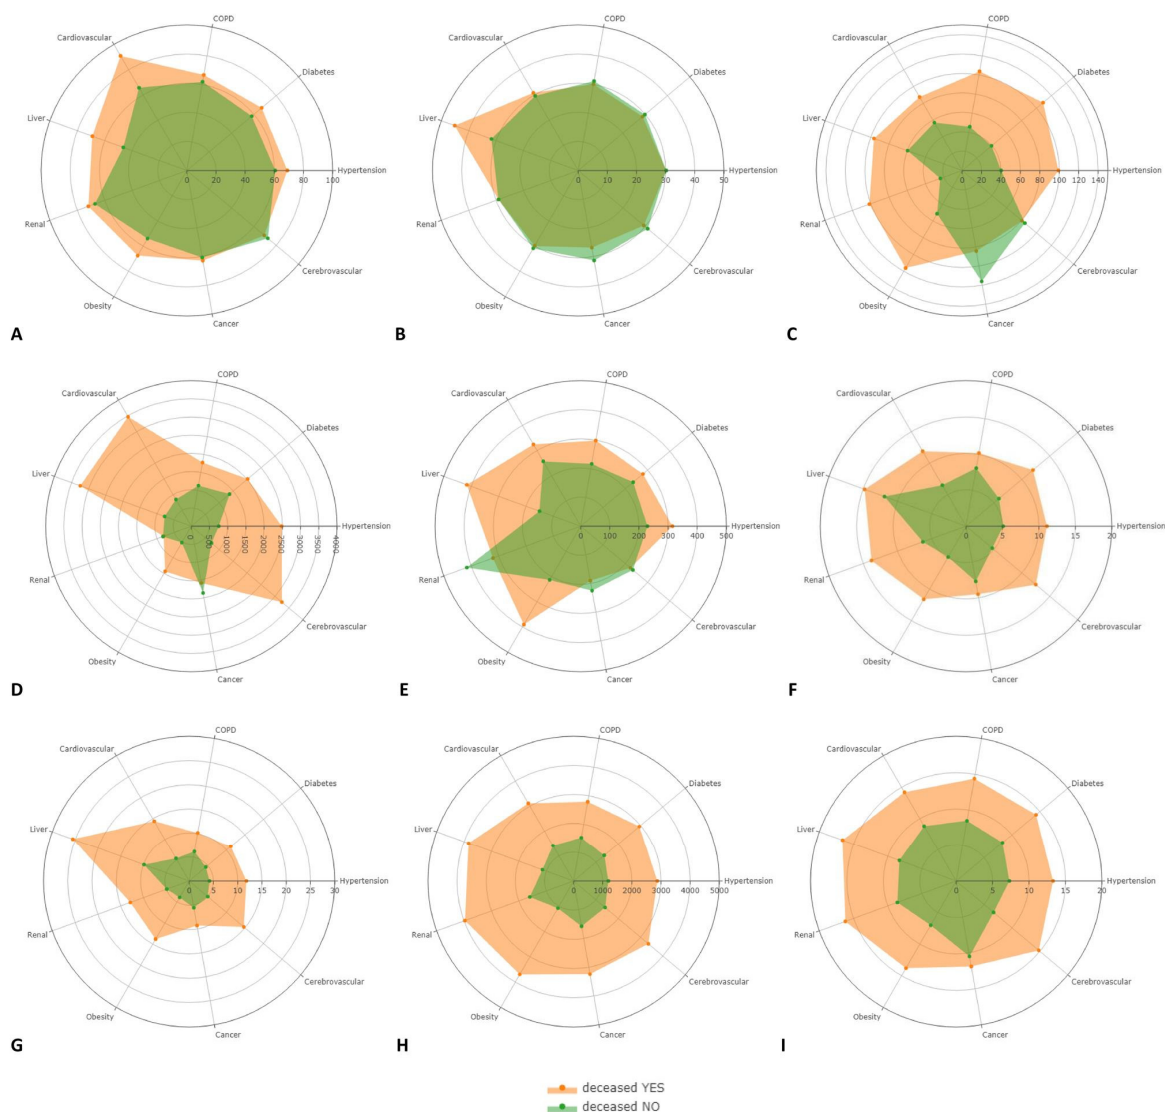 COPD
Cardiovascular
Diabetes
Liver
Hypertension
0 20 40 60 80 100
Renal
Cerebrovascular
Obesity
Cancer
A
COPD
Cardiovascular
Diabetes
Liver
Hypertension
0 10 20 30 40 50
Renal
Cerebrovascular
Obesity
Cancer
B
COPD
Cardiovascular
Diabetes
Liver
Hypertension
0 20 40 60 80 100 120 140
Renal
Cerebrovascular
Obesity
Cancer
C
COPD
Cardiovascular
Diabetes
Liver
Hypertension
0 500 1000 1500 2000 2500 3000 3500 4000
Renal
Cerebrovascular
Obesity
Cancer
D
COPD
Cardiovascular
Diabetes
Liver
Hypertension
0 100 200 300 400 500
Renal
Cerebrovascular
Obesity
Cancer
E
COPD
Cardiovascular
Diabetes
Liver
Hypertension
0 5 10 15 20
Renal
Cerebrovascular
Obesity
Cancer
F
COPD
Cardiovascular
Diabetes
Liver
Hypertension
0 5 10 15 20 25 30
Renal
Cerebrovascular
Obesity
Cancer
G
COPD
Cardiovascular
Diabetes
Liver
Hypertension
0 1000 2000 3000 4000 5000
Renal
Cerebrovascular
Obesity
Cancer
H
COPD
Cardiovascular
Diabetes
Liver
Hypertension
0 5 10 15 20
Renal
Cerebrovascular
Obesity
Cancer
I
deceased YES
deceased NO